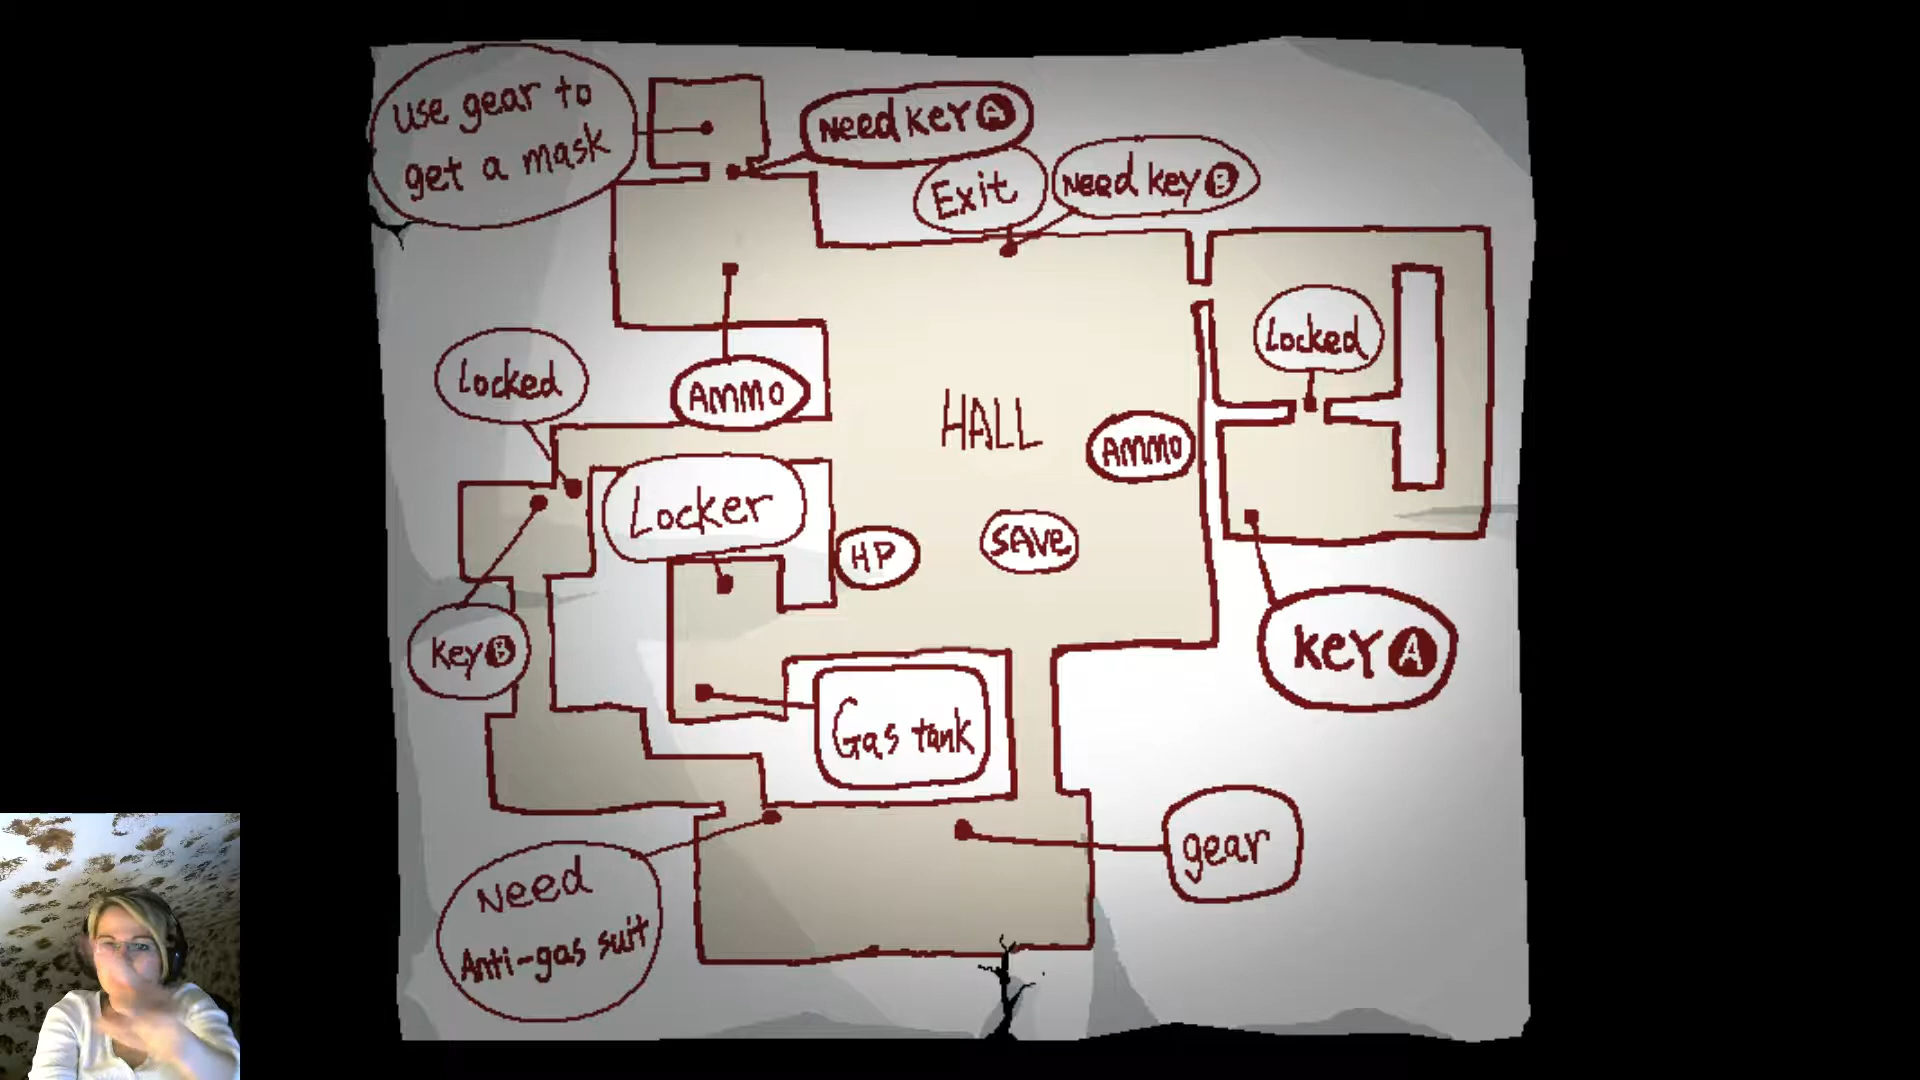 use gear to
get a mask
Need key A
Exit
Need key B
Locked
Locked
AMMO
HALL
AMMO
Locker
HP
SAVE
key B
key A
Gas tank
gear
Need
Anti-gas suit